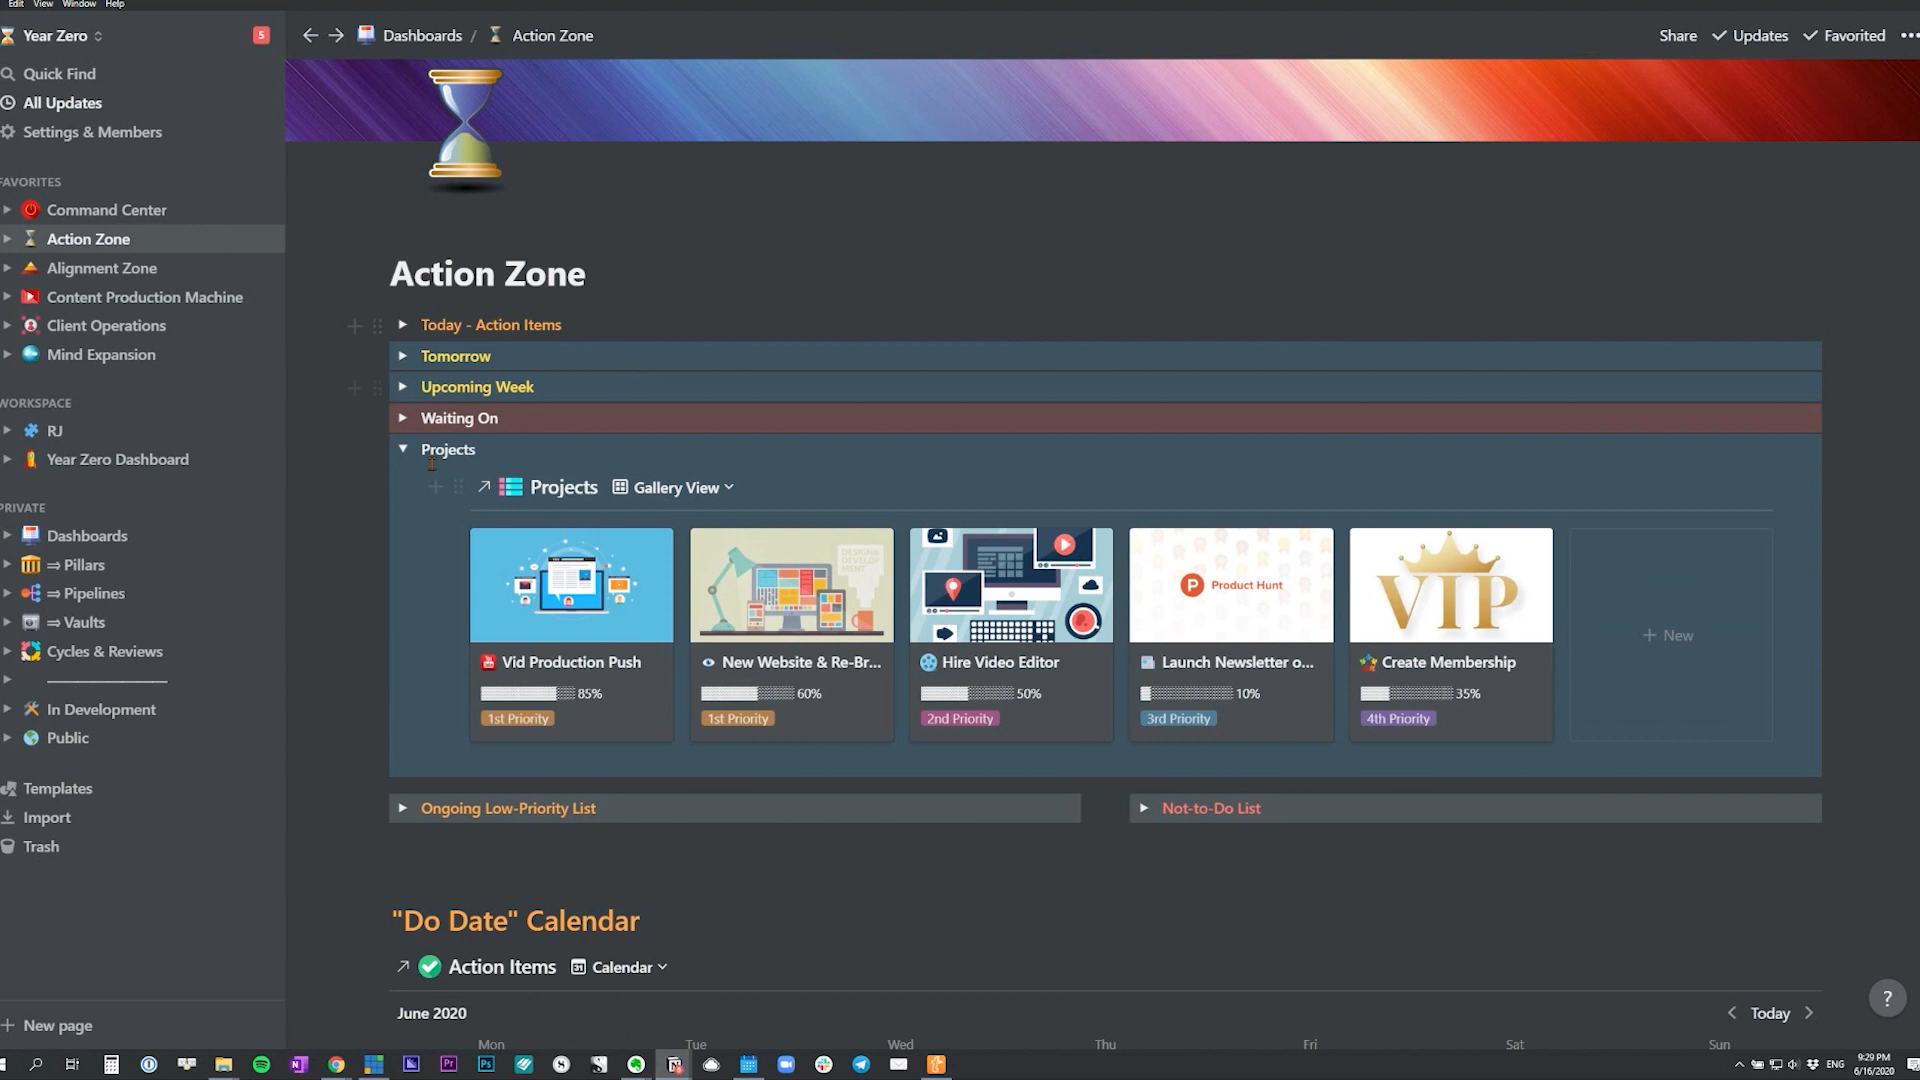 Edit View Window Help
Year Zero
5
Dashboards / Action Zone
Share
Updates
Favorited
Quick Find
All Updates
Settings & Members
FAVORITES
Command Center
Action Zone
Alignment Zone
Content Production Machine
Client Operations
Mind Expansion
WORKSPACE
RJ
Year Zero Dashboard
PRIVATE
Dashboards
⇒ Pillars
⇒ Pipelines
⇒ Vaults
Cycles & Reviews
In Development
Public
Templates
Import
Trash
New page
Action Zone
Today - Action Items
Tomorrow
Upcoming Week
Waiting On
Projects
Projects
Gallery View
DESIGN & DEVELOPMENT
Product Hunt
VIP
+ New
Vid Production Push
New Website & Re-Br...
Hire Video Editor
Launch Newsletter o...
Create Membership
85%
60%
50%
10%
35%
1st Priority
1st Priority
2nd Priority
3rd Priority
4th Priority
Ongoing Low-Priority List
Not-to-Do List
"Do Date" Calendar
Action Items
Calendar
June 2020
Today
Mon Tue Wed Thu Fri Sat Sun
?
ENG
9:29 PM
6/16/2020